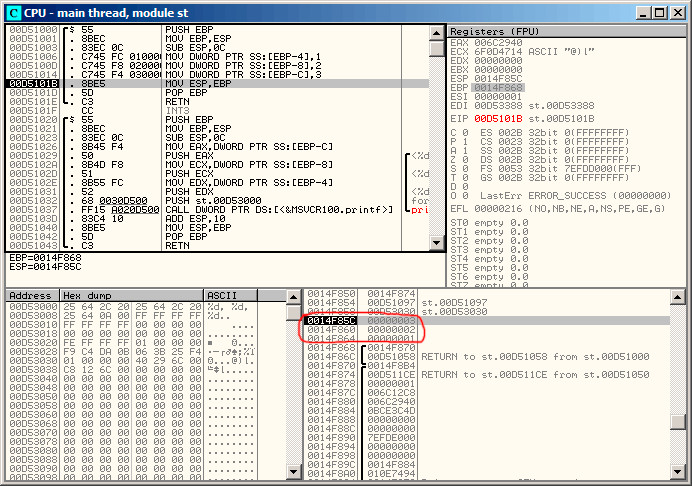 CPU - main thread, module st
00D51000 $ 55 PUSH EBP
00D51001 . 8BEC MOV EBP,ESP
00D51003 . 83EC 0C SUB ESP,0C
00D51006 . C745 F4 010000 MOV DWORD PTR SS:[EBP-4],1
C745 F8 020000 MOV DWORD PTR SS:[EBP-8],2
00D51014 . C745 F4 030000 MOV DWORD PTR SS:[EBP-C],3
00D5101B . 8BE5 MOV ESP,EBP
00D5101D . 5D POP EBP
00D5101E . C3 RETN
CC INT3
00D51020 $ 55 PUSH EBP
00D51021 . 8BEC MOV EBP,ESP
00D51023 . 83EC 0C SUB ESP,0C
00D51026 . 8B45 F4 MOV EAX,DWORD PTR SS:[EBP-C]
00D51029 . 50 PUSH EAX
00D5102A . 8B4D F8 MOV ECX,DWORD PTR SS:[EBP-8]
00D5102D . 51 PUSH ECX
00D5102E . 8B55 FC MOV EDX,DWORD PTR SS:[EBP-4]
00D51031 . 52 PUSH EDX
00D51032 . 68 0030D500 PUSH st.00D53000
00D51037 . FF15 A020D500 CALL DWORD PTR DS:[<&MSVCR100.printf>]
00D5103D . 83C4 10 ADD ESP,10
00D51040 . 8BE5 MOV ESP,EBP
00D51042 . 5D POP EBP
00D51043 . C3 RETN
<%d
<%d
for
pri
EBP=0014F868
ESP=0014F85C
Registers (FPU)
EAX 006C2940
ECX 6F0D4714 ASCII "@)l"
EDX 00000000
EBX 00000000
ESP 0014F85C
EBP 0014F868
ESI 00000001
EDI 00D53388 st.00D53388
EIP 00D5101B st.00D5101B
C 0 ES 002B 32bit 0(FFFFFFFF)
P 1 CS 0023 32bit 0(FFFFFFFF)
A 1 SS 002B 32bit 0(FFFFFFFF)
Z 0 DS 002B 32bit 0(FFFFFFFF)
S 0 FS 0053 32bit 7EFDD000(FFF)
T 0 GS 002B 32bit 0(FFFFFFFF)
D 0
O 0 LastErr ERROR_SUCCESS (00000000)
EFL 00000216 (NO,NB,NE,A,NS,PE,GE,G)
ST0 empty 0.0
ST1 empty 0.0
ST2 empty 0.0
ST3 empty 0.0
ST4 empty 0.0
ST5 empty 0.0
ST6 empty 0.0
Address Hex dump ASCII
00D53000 25 64 2C 20 25 64 2C 20 %d, %d,
00D53008 25 64 0A 00 FF FF FF FF %d..
00D53010 FF FF FF FF 00 00 00 00
00D53018 00 00 00 00 00 00 00 00
00D53020 FE FF FF FF 01 00 00 00
00D53028 F9 C4 DA 0B 06 3B 25 F4
00D53030 01 00 00 00 40 29 6C 00
00D53038 C8 12 6C 00 00 00 00 00
00D53040 00 00 00 00 00 00 00 00
00D53048 00 00 00 00 00 00 00 00
00D53050 00 00 00 00 00 00 00 00
00D53058 00 00 00 00 00 00 00 00
00D53060 00 00 00 00 00 00 00 00
00D53068 00 00 00 00 00 00 00 00
00D53070 00 00 00 00 00 00 00 00
00D53078 00 00 00 00 00 00 00 00
00D53080 00 00 00 00 00 00 00 00
00D53088 00 00 00 00 00 00 00 00
00D53090 00 00 00 00 00 00 00 00
00D53098 00 00 00 00 00 00 00 00
0014F850 0014F874
0014F854 00D51097 st.00D51097
0014F858 00D53030 st.00D53030
0014F85C 00000003
0014F860 00000002
0014F864 00000001
0014F868 0014F870
0014F86C 00D51058 RETURN to st.00D51058 from st.00D51000
0014F870 0014F8B4
0014F874 00D511CE RETURN to st.00D511CE from st.00D51050
0014F878 00000001
0014F87C 006C12C8
0014F880 006C2940
0014F884 0BCE3C4D
0014F888 00000000
0014F88C 00000000
0014F890 7EFDE000
0014F894 00000000
0014F898 00000000
0014F89C 0014F884
0014F8A0 010E7494